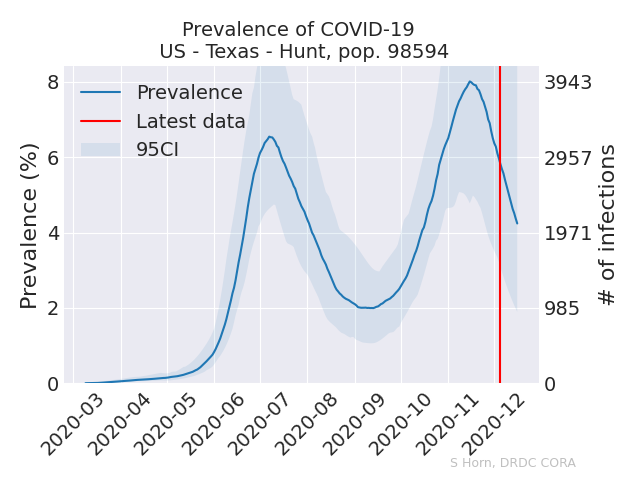 Prevalence of COVID-19
US - Texas - Hunt, pop. 98594
Prevalence
Latest data
95CI
Prevalence (%)
8
6
4
2
0
3943
2957
1971
985
0
# of infections
2020-03
2020-04
2020-05
2020-06
2020-07
2020-08
2020-09
2020-10
2020-11
2020-12
S Horn, DRDC CORA